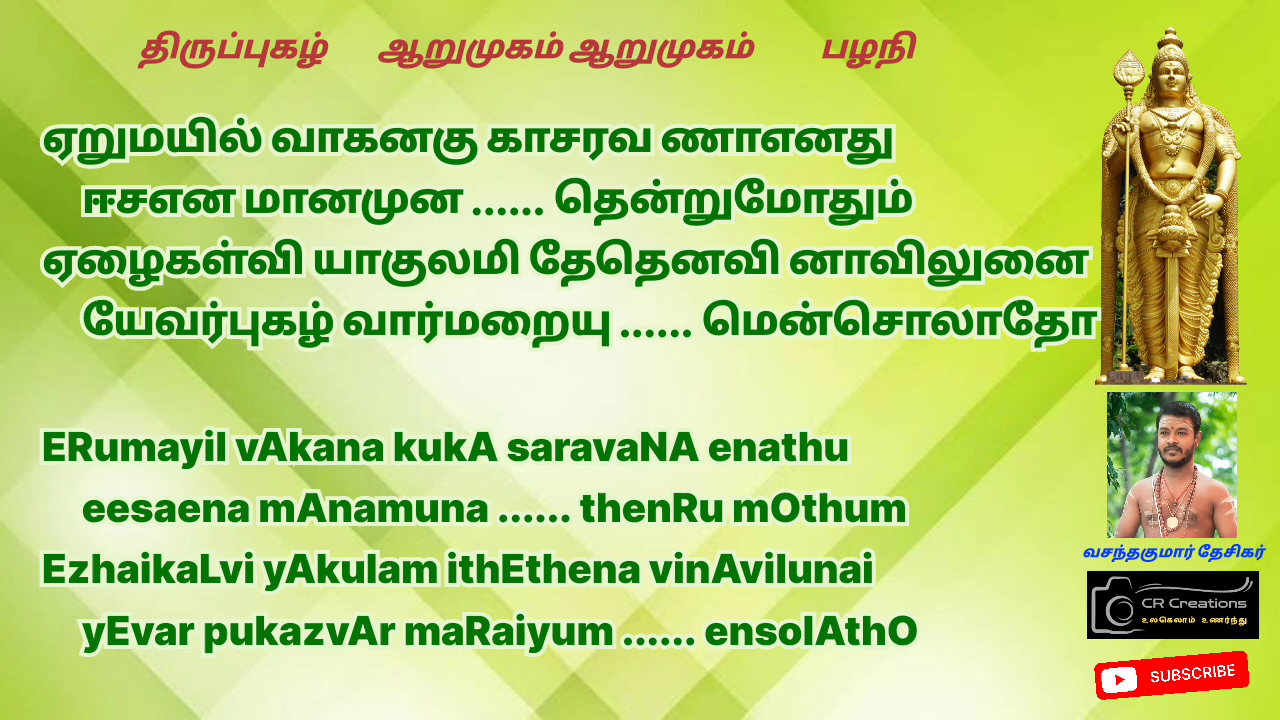 திருப்புகழ் ஆறுமுகம் ஆறுமுகம் பழநி
ஏறுமயில் வாகனகு காசரவ ணாஎனது
ஈசஎன மானமுன ...... தென்றுமோதும்
ஏழைகள்வி யாகுலமி தேதெனவி னாவிலுனை
யேவர்புகழ் வார்மறையு ...... மென்சொலாதோ
ERumayil vAkana kukA saravaNA enathu
eesaena mAnamuna ...... thenRu mOthum
EzhaikaLvi yAkulam ithEthena vinAvilunai
yEvar pukazvAr maRaiyum ...... ensolAthO
வசந்தகுமார் தேசிகர்
CR Creations
உலகெலாம் உணர்ந்து
SUBSCRIBE